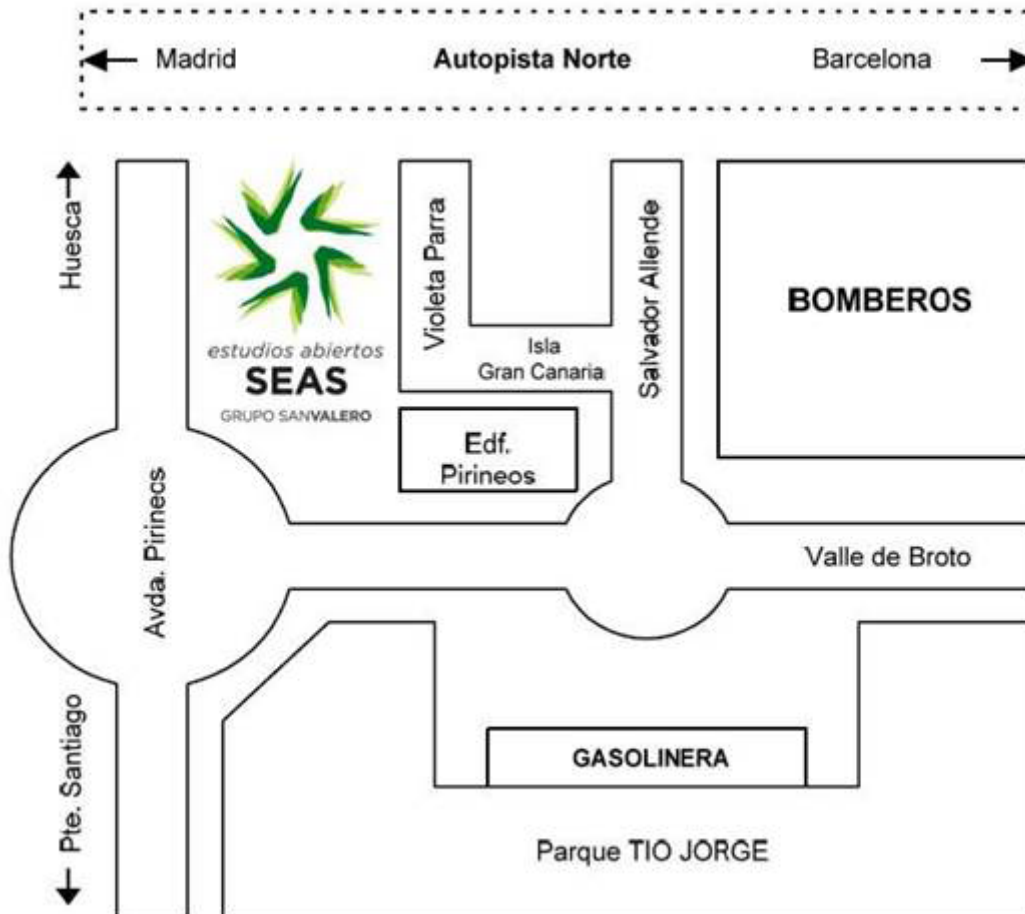 Madrid
Autopista Norte
Barcelona
Huesca
estudios abiertos
SEAS
GRUPO SANVALERO
Violeta Parra
Isla
Gran Canaria
Salvador Allende
BOMBEROS
Edf.
Pirineos
Avda. Pirineos
Valle de Broto
Pte. Santiago
GASOLINERA
Parque TIO JORGE